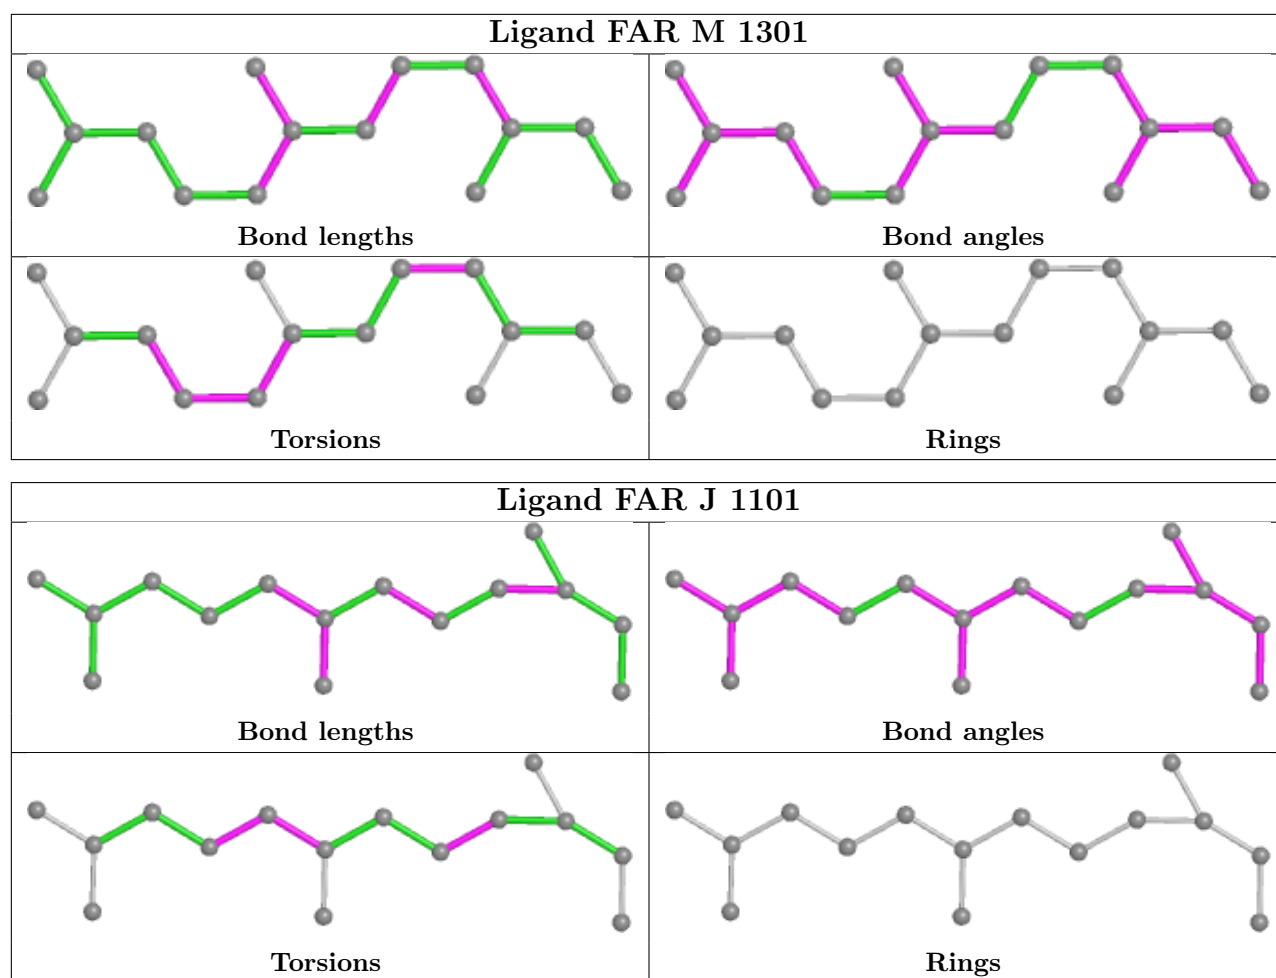 Ligand FAR M 1301
Bond lengths
Bond angles
Torsions
Rings
Ligand FAR J 1101
Bond lengths
Bond angles
Torsions
Rings